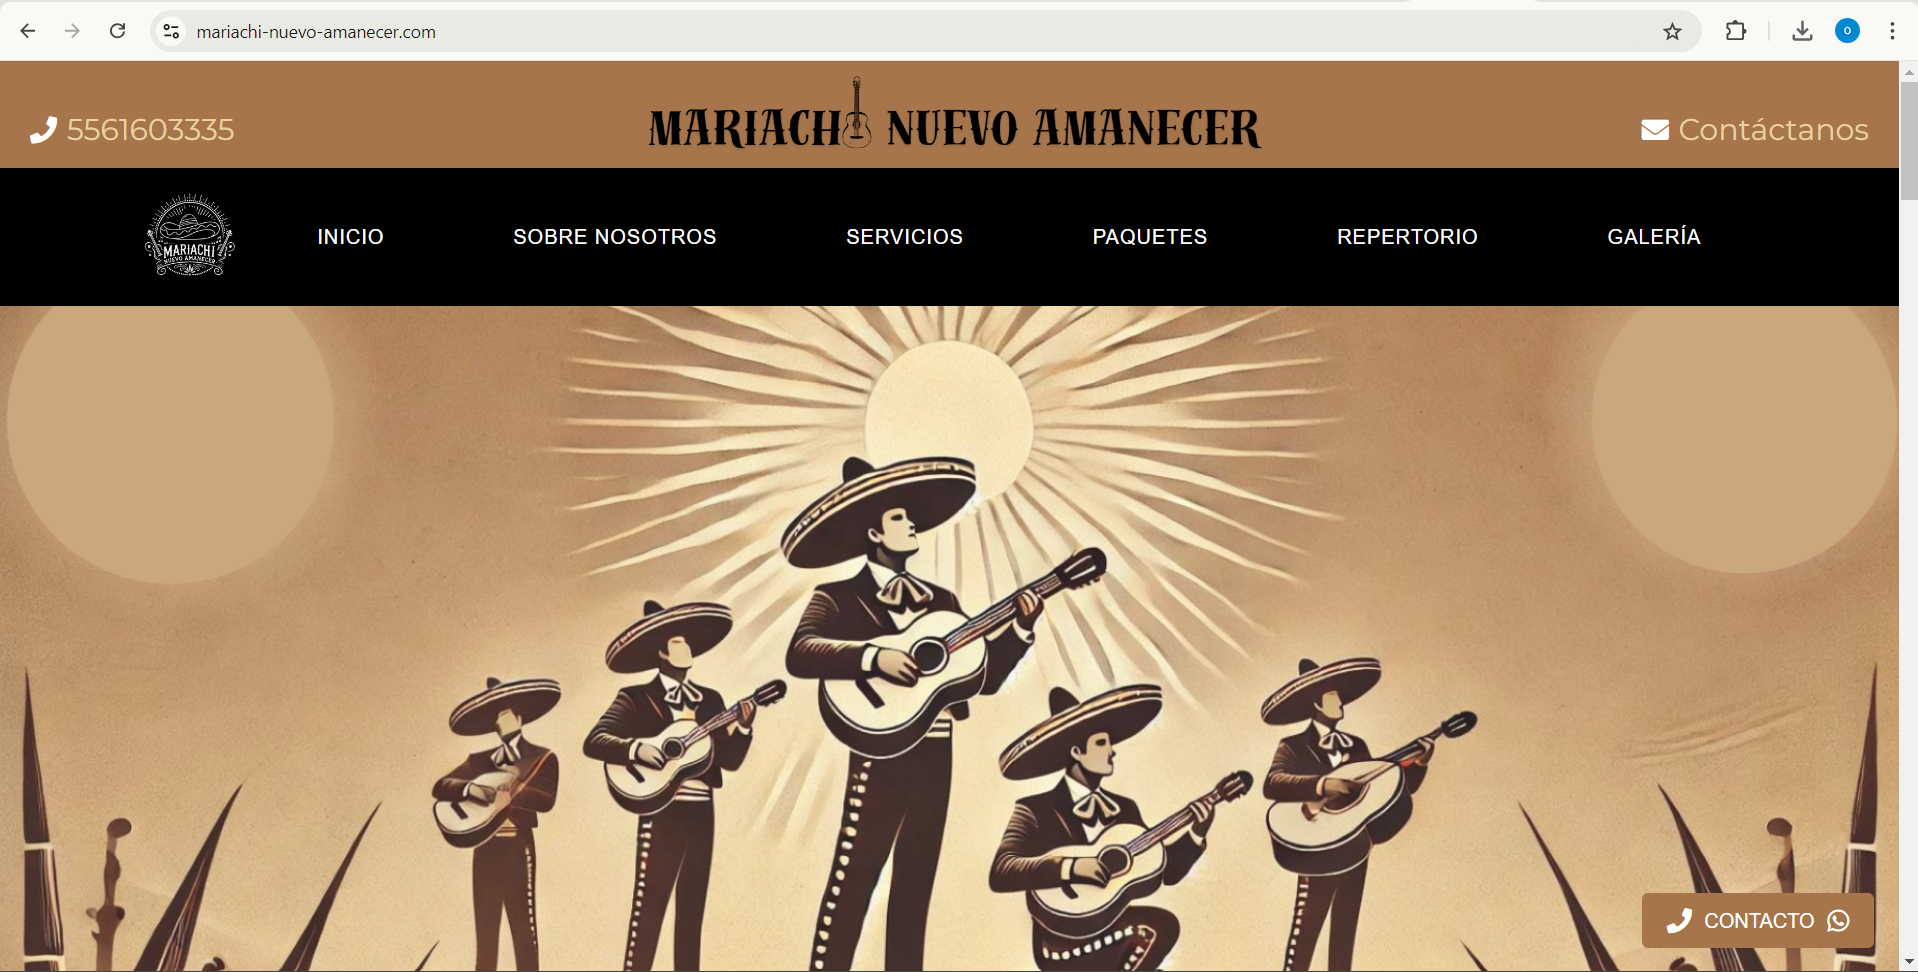 mariachi-nuevo-amanecer.com
O
5561603335
MARIACHI NUEVO AMANECER
Contáctanos
MARIACHI
NUEVO AMANECER
INICIO
SOBRE NOSOTROS
SERVICIOS
PAQUETES
REPERTORIO
GALERÍA
CONTACTO